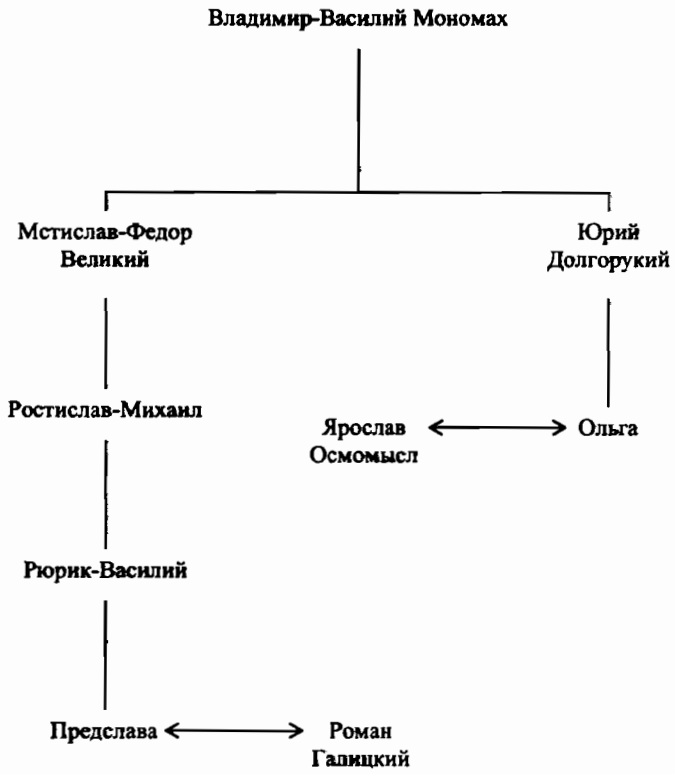 Владимир-Василий Мономах
Мстислав-Федор
Великий
Юрий
Долгорукий
Ростислав-Михаил
Ярослав
Осмомысл
Ольга
Рюрик-Василий
Предслава
Роман
Галицкий